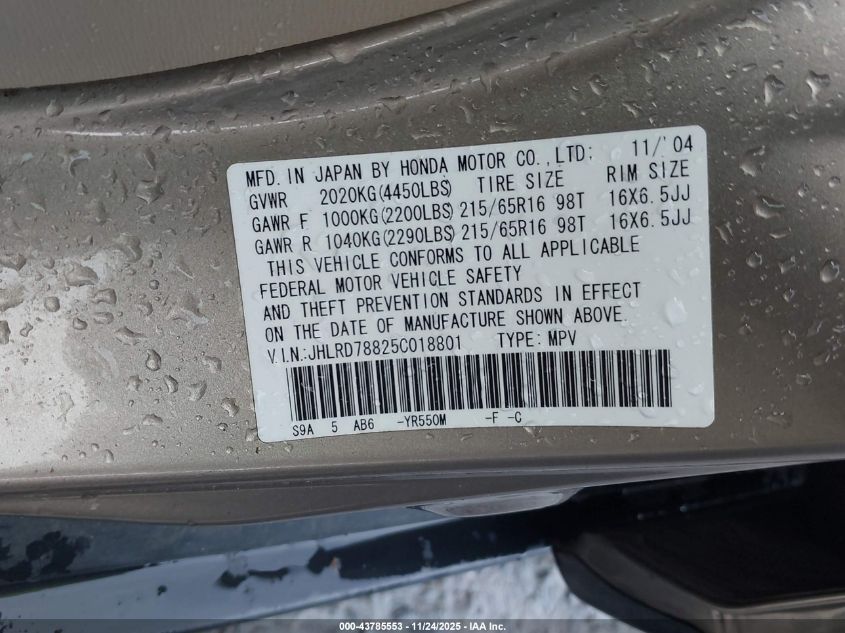 MFD. IN JAPAN BY HONDA MOTOR CO.,LTD: 11/'04
GVWR 2020KG(4450LBS) TIRE SIZE RIM SIZE
GAWR F 1000KG(2200LBS) 215/65R16 98T 16X6.5JJ
GAWR R 1040KG(2290LBS) 215/65R16 98T 16X6.5JJ
THIS VEHICLE CONFORMS TO ALL APPLICABLE
FEDERAL MOTOR VEHICLE SAFETY
AND THEFT PREVENTION STANDARDS IN EFFECT
ON THE DATE OF MANUFACTURE SHOWN ABOVE.
V.I.N.:JHLRD78825C018801 TYPE: MPV
S9A 5 AB6 -YR550M -F -C
000-43785553 - 11/24/2025 - IAA Inc.